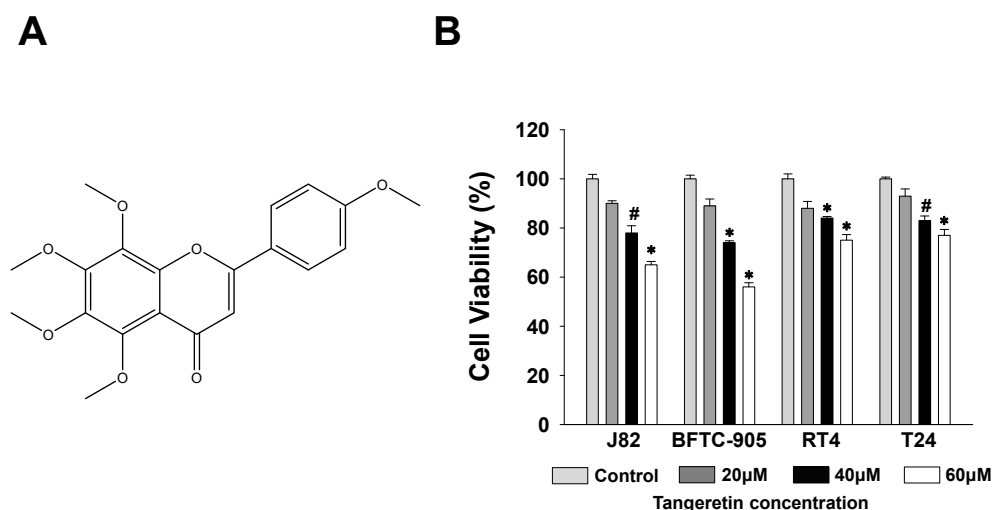 A
B
O
O
O
O
O
O
O
Cell Viability (%)
120
100
80
60
40
20
0
#
*
*
*
*
*
#
*
J82 BFTC-905 RT4 T24
Control 20μM 40μM 60μM
Tangeretin concentration